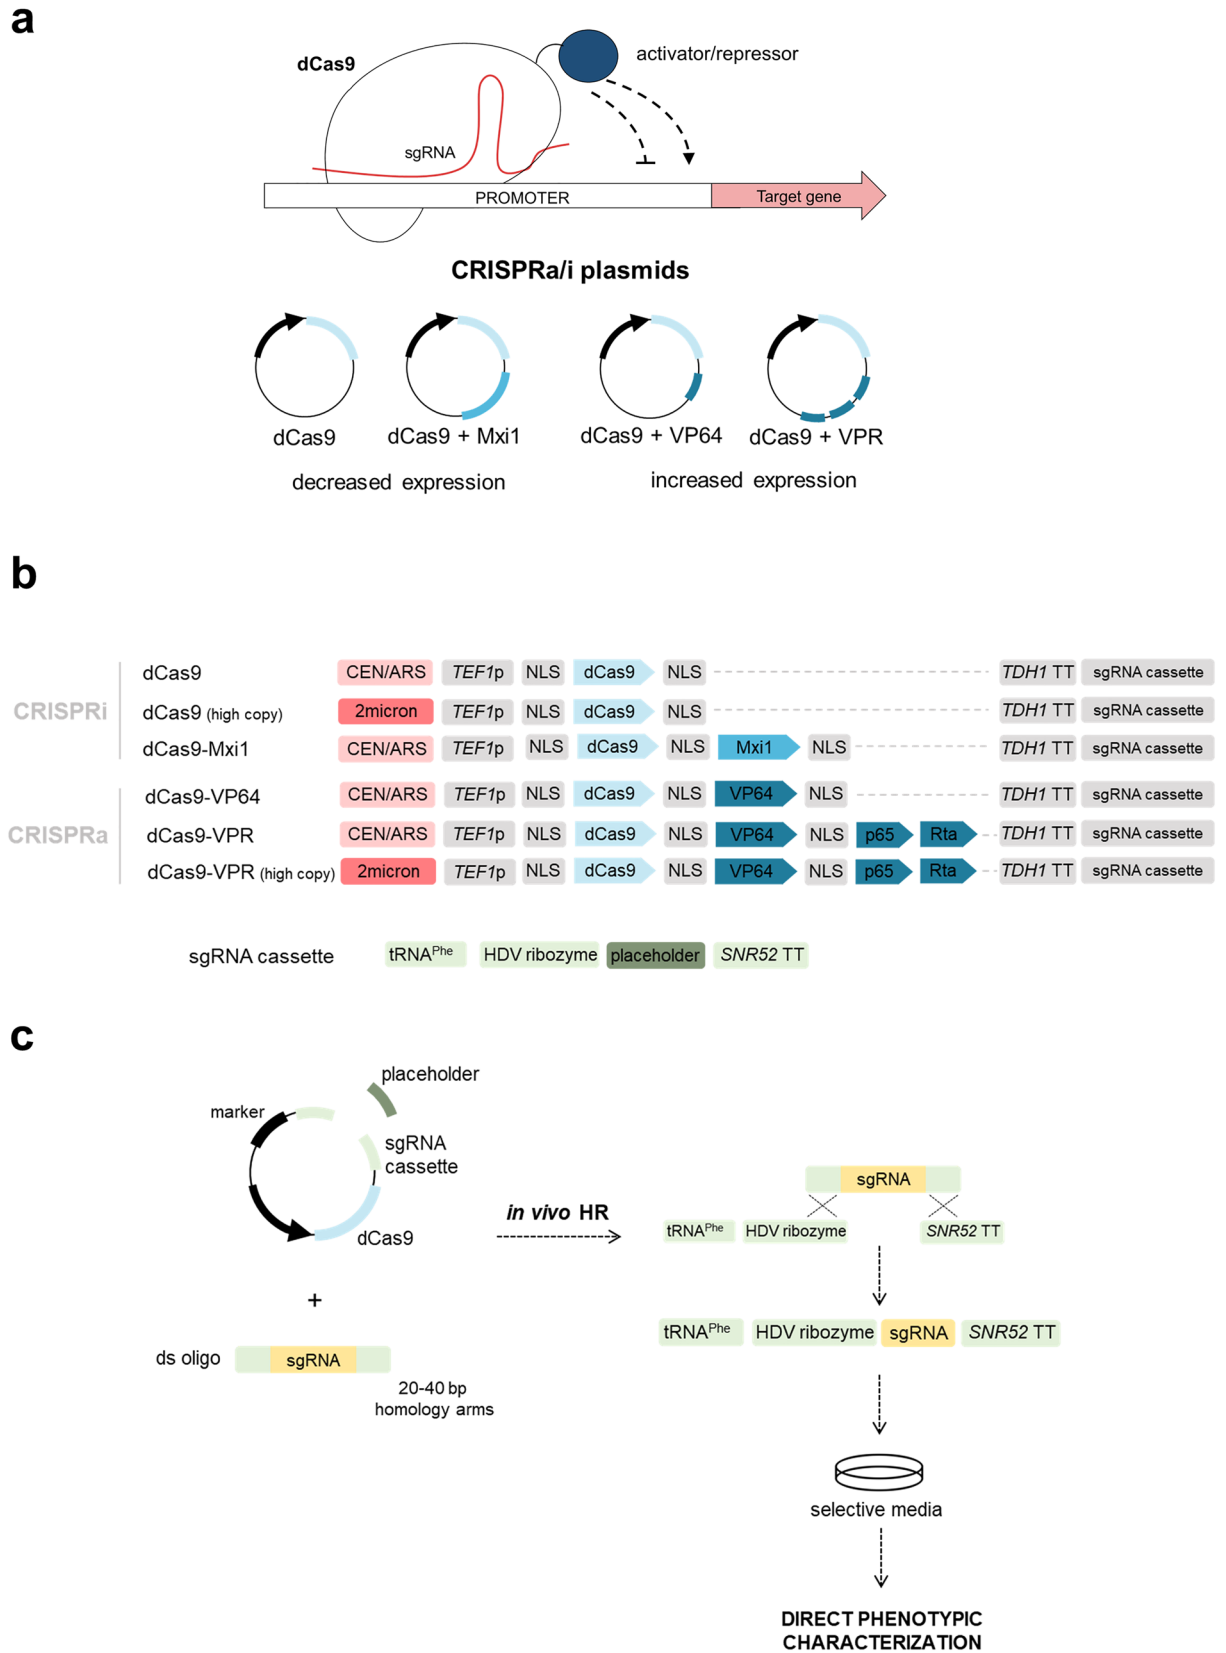 a
dCas9
activator/repressor
sgRNA
PROMOTER
Target gene
CRISPRa/i plasmids
dCas9
dCas9 + Mxi1
dCas9 + VP64
dCas9 + VPR
decreased expression
increased expression
b
CRISPRi
dCas9 CEN/ARS TEF1p NLS dCas9 NLS TDH1 TT sgRNA cassette
dCas9 (high copy) 2micron TEF1p NLS dCas9 NLS TDH1 TT sgRNA cassette
dCas9-Mxi1 CEN/ARS TEF1p NLS dCas9 NLS Mxi1 NLS TDH1 TT sgRNA cassette
CRISPRa
dCas9-VP64 CEN/ARS TEF1p NLS dCas9 NLS VP64 NLS TDH1 TT sgRNA cassette
dCas9-VPR CEN/ARS TEF1p NLS dCas9 NLS VP64 NLS p65 Rta TDH1 TT sgRNA cassette
dCas9-VPR (high copy) 2micron TEF1p NLS dCas9 NLS VP64 NLS p65 Rta TDH1 TT sgRNA cassette
sgRNA cassette tRNAPhe HDV ribozyme placeholder SNR52 TT
c
placeholder
marker
sgRNA
cassette
dCas9
+
ds oligo sgRNA
20-40 bp
homology arms
in vivo HR
sgRNA
tRNAPhe HDV ribozyme SNR52 TT
tRNAPhe HDV ribozyme sgRNA SNR52 TT
selective media
DIRECT PHENOTYPIC
CHARACTERIZATION